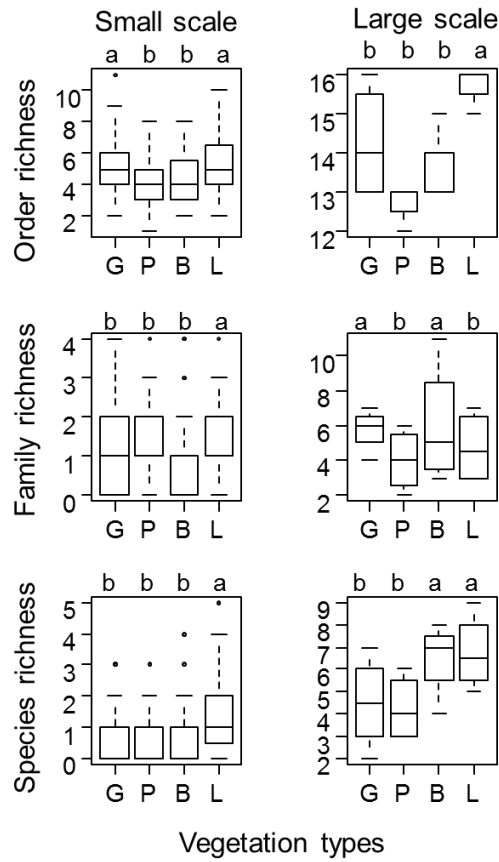 Small scale
Large scale
a b b a
b b b a
Order richness
10
8
6
4
2
16
15
14
13
12
G P B L
G P B L
b b b a
a b a b
Family richness
4
3
2
1
0
10
8
6
4
2
G P B L
G P B L
b b b a
b b a a
Species richness
5
4
3
2
1
0
9
8
7
6
5
4
3
2
G P B L
G P B L
Vegetation types